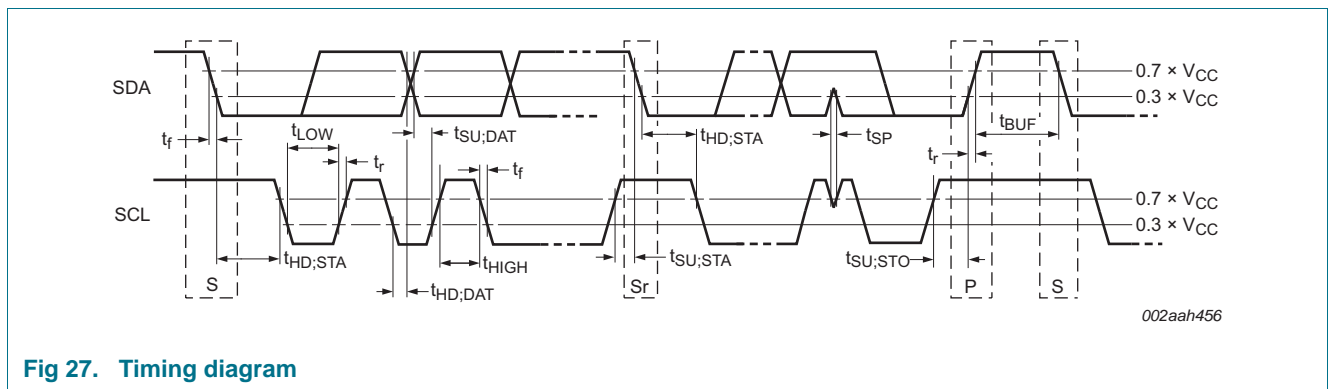 0.7 × VCC
SDA
0.3 × VCC
tf
tLOW
tSU;DAT
tHD;STA
tSP
tBUF
tr
tf
tr
0.7 × VCC
SCL
0.3 × VCC
tHD;STA
tHIGH
tSU;STA
tSU;STO
S
tHD;DAT
Sr
P
S
002aah456
Fig 27. Timing diagram